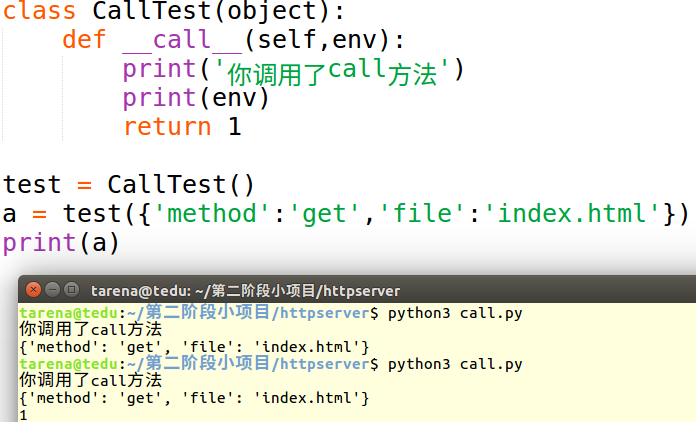 class CallTest(object):
    def __call__(self,env):
        print('你调用了call方法')
        print(env)
        return 1

test = CallTest()
a = test({'method':'get','file':'index.html'})
print(a)
tarena@tedu: ~/第二阶段小项目/httpserver
tarena@tedu:~/第二阶段小项目/httpserver$ python3 call.py
你调用了call方法
{'method': 'get', 'file': 'index.html'}
tarena@tedu:~/第二阶段小项目/httpserver$ python3 call.py
你调用了call方法
{'method': 'get', 'file': 'index.html'}
1